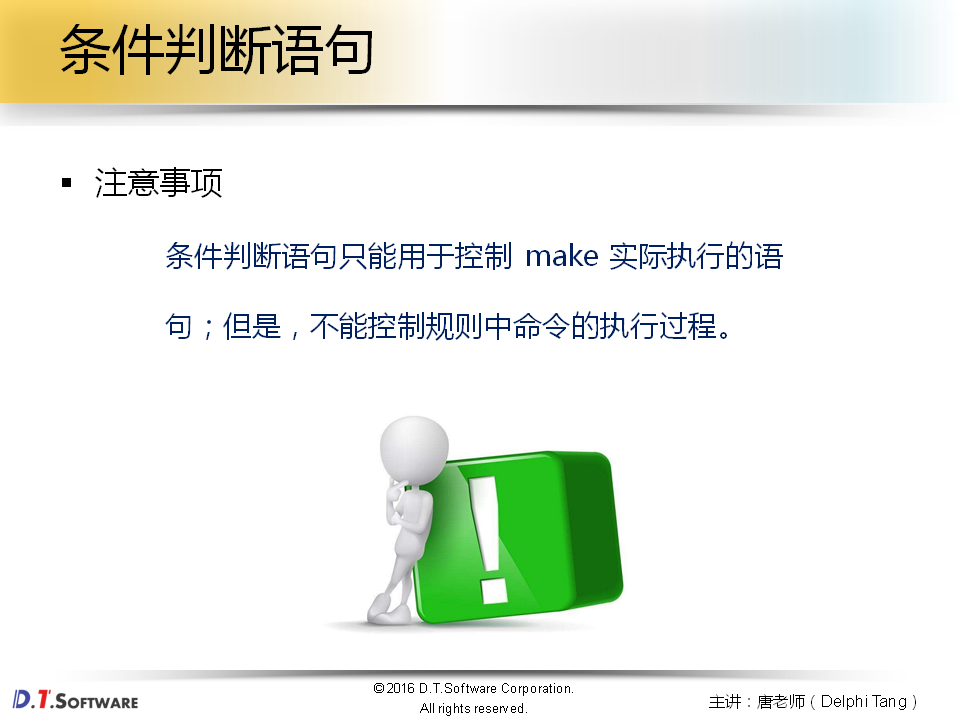 条件判断语句
▪ 注意事项
条件判断语句只能用于控制 make 实际执行的语
句；但是，不能控制规则中命令的执行过程。
!
D.T.SOFTWARE
©2016 D.T.Software Corporation.
All rights reserved.
主讲：唐老师（Delphi Tang）